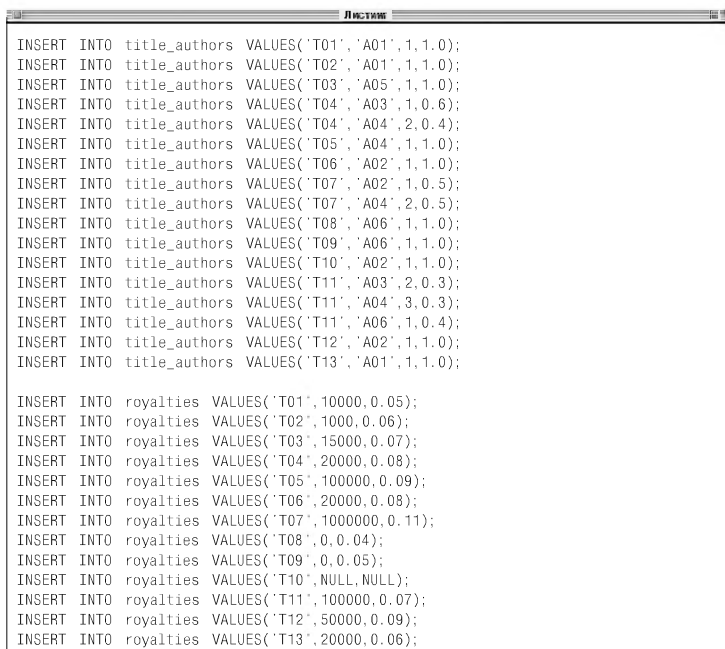 Листинг
INSERT INTO title_authors VALUES('T01','A01',1,1.0);
INSERT INTO title_authors VALUES('T02','A01',1,1.0);
INSERT INTO title_authors VALUES('T03','A05',1,1.0);
INSERT INTO title_authors VALUES('T04','A03',1,0.6);
INSERT INTO title_authors VALUES('T04','A04',2,0.4);
INSERT INTO title_authors VALUES('T05','A04',1,1.0);
INSERT INTO title_authors VALUES('T06','A02',1,1.0);
INSERT INTO title_authors VALUES('T07','A02',1,0.5);
INSERT INTO title_authors VALUES('T07','A04',2,0.5);
INSERT INTO title_authors VALUES('T08','A06',1,1.0);
INSERT INTO title_authors VALUES('T09','A06',1,1.0);
INSERT INTO title_authors VALUES('T10','A02',1,1.0);
INSERT INTO title_authors VALUES('T11','A03',2,0.3);
INSERT INTO title_authors VALUES('T11','A04',3,0.3);
INSERT INTO title_authors VALUES('T11','A06',1,0.4);
INSERT INTO title_authors VALUES('T12','A02',1,1.0);
INSERT INTO title_authors VALUES('T13','A01',1,1.0);
INSERT INTO royalties VALUES('T01',10000,0.05);
INSERT INTO royalties VALUES('T02',1000,0.06);
INSERT INTO royalties VALUES('T03',15000,0.07);
INSERT INTO royalties VALUES('T04',20000,0.08);
INSERT INTO royalties VALUES('T05',100000,0.09);
INSERT INTO royalties VALUES('T06',20000,0.08);
INSERT INTO royalties VALUES('T07',1000000,0.11);
INSERT INTO royalties VALUES('T08',0,0.04);
INSERT INTO royalties VALUES('T09',0,0.05);
INSERT INTO royalties VALUES('T10',NULL,NULL);
INSERT INTO royalties VALUES('T11',100000,0.07);
INSERT INTO royalties VALUES('T12',50000,0.09);
INSERT INTO royalties VALUES('T13',20000,0.06);